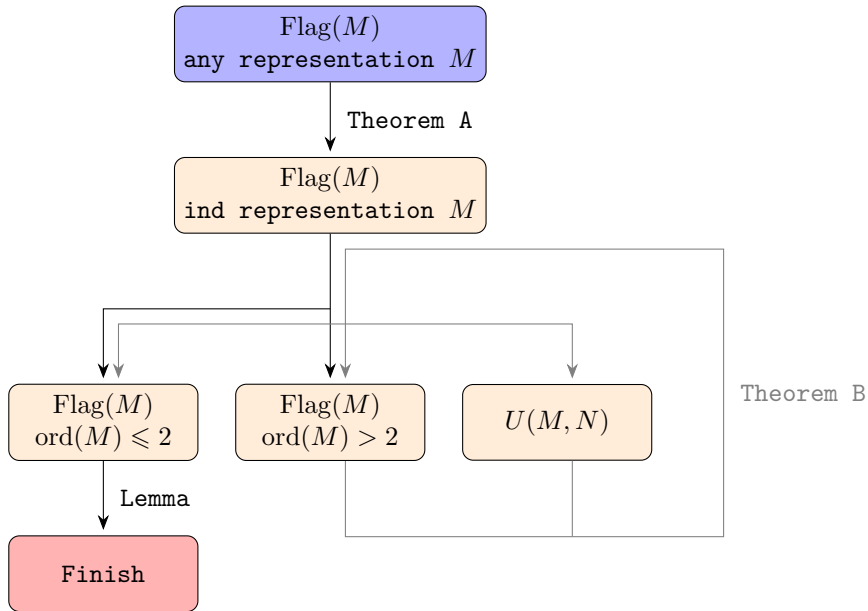 Flag(M)
any representation M
Theorem A
Flag(M)
ind representation M
Theorem B
Flag(M)
ord(M) ⩽ 2
Flag(M)
ord(M) > 2
U(M, N)
Lemma
Finish